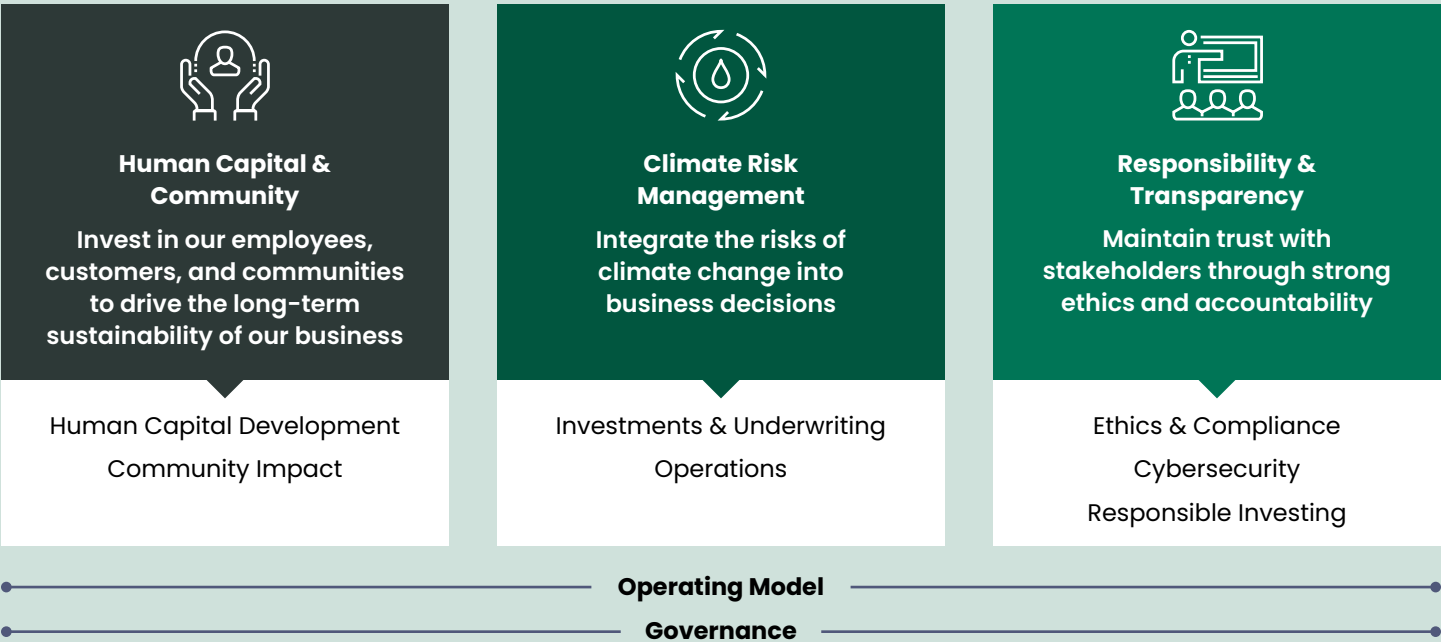 Human Capital &
Community
Invest in our employees,
customers, and communities
to drive the long-term
sustainability of our business
Human Capital Development
Community Impact
Climate Risk
Management
Integrate the risks of
climate change into
business decisions
Investments & Underwriting
Operations
Responsibility &
Transparency
Maintain trust with
stakeholders through strong
ethics and accountability
Ethics & Compliance
Cybersecurity
Responsible Investing
Operating Model
Governance